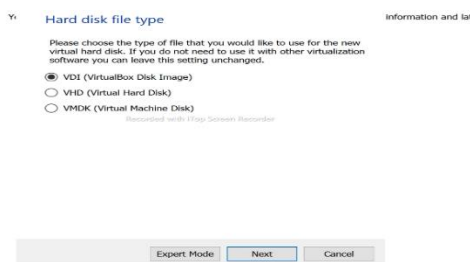 Hard disk file type
information and
Please choose the type of file that you would like to use for the new
virtual hard disk. If you do not need to use it with other virtualization
software you can leave this setting unchanged.
VDI (VirtualBox Disk Image)
VHD (Virtual Hard Disk)
VMDK (Virtual Machine Disk)
Recorded with iTop Screen Recorder
Expert Mode Next Cancel